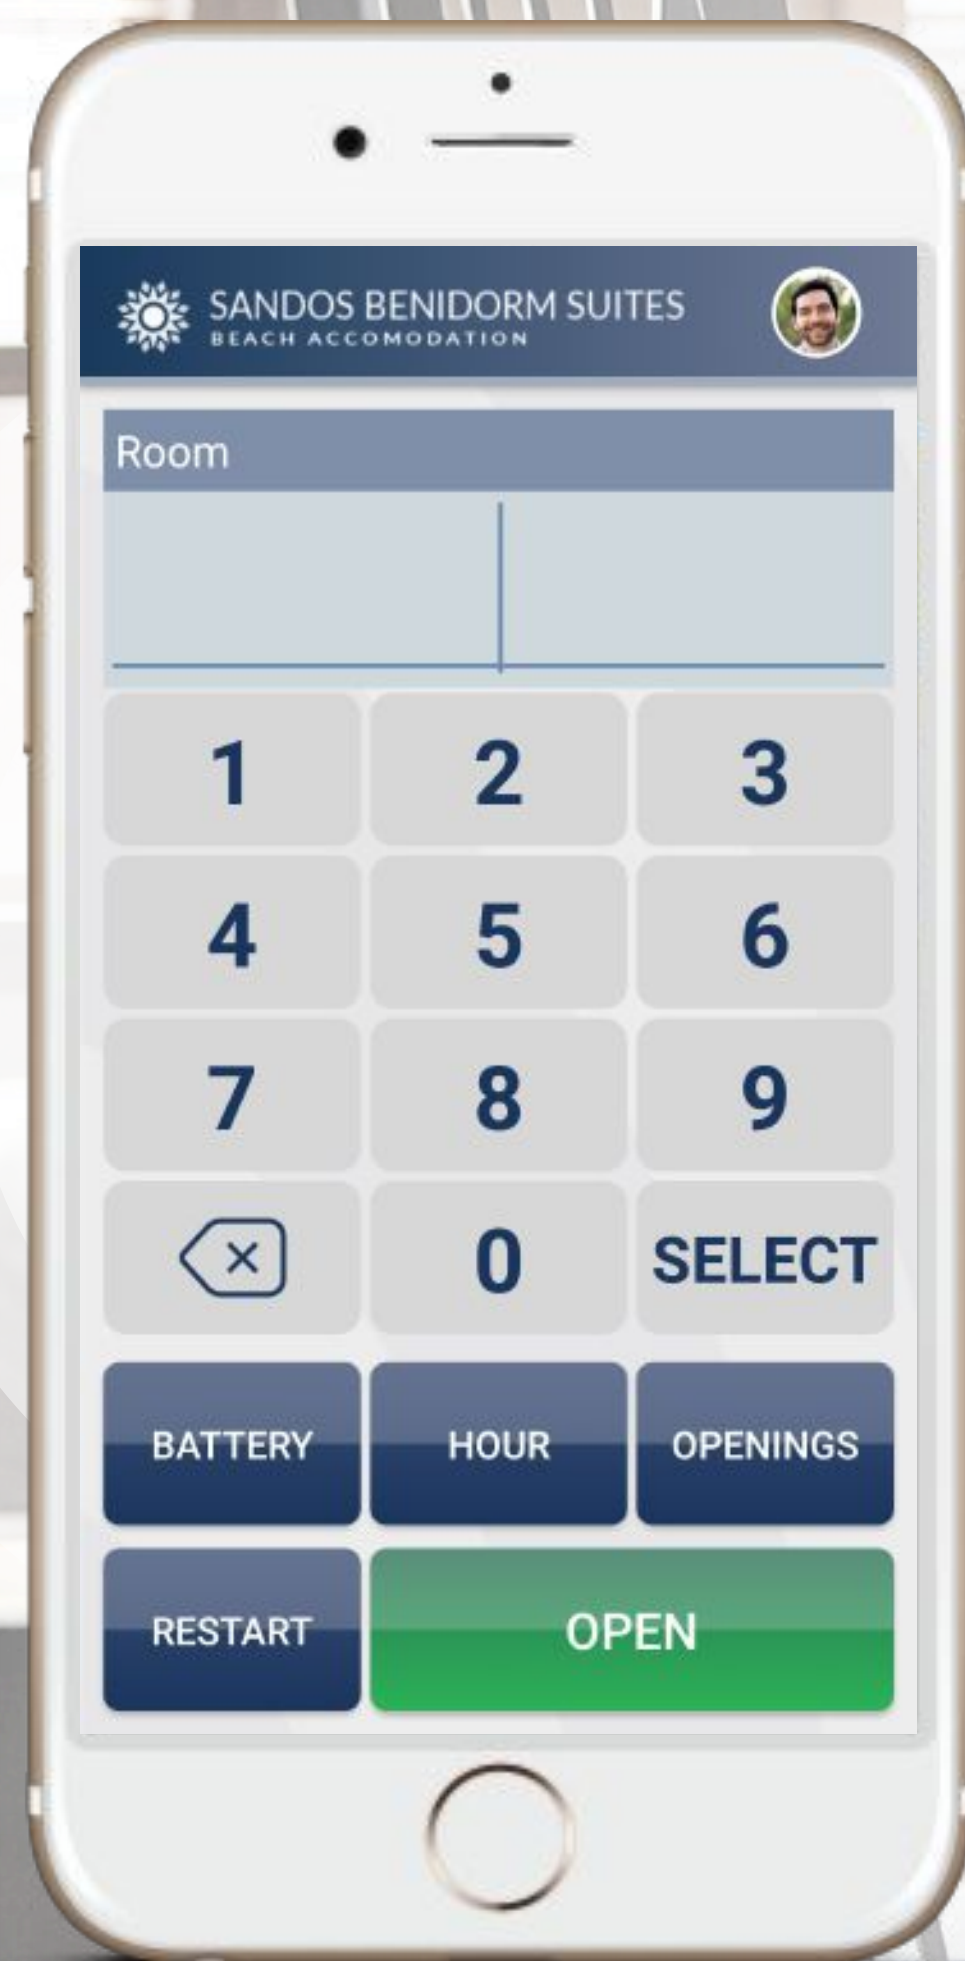 SANDOS BENIDORM SUITES
BEACH ACCOMODATION
Room
1 2 3
4 5 6
7 8 9
0 SELECT
BATTERY HOUR OPENINGS
RESTART OPEN